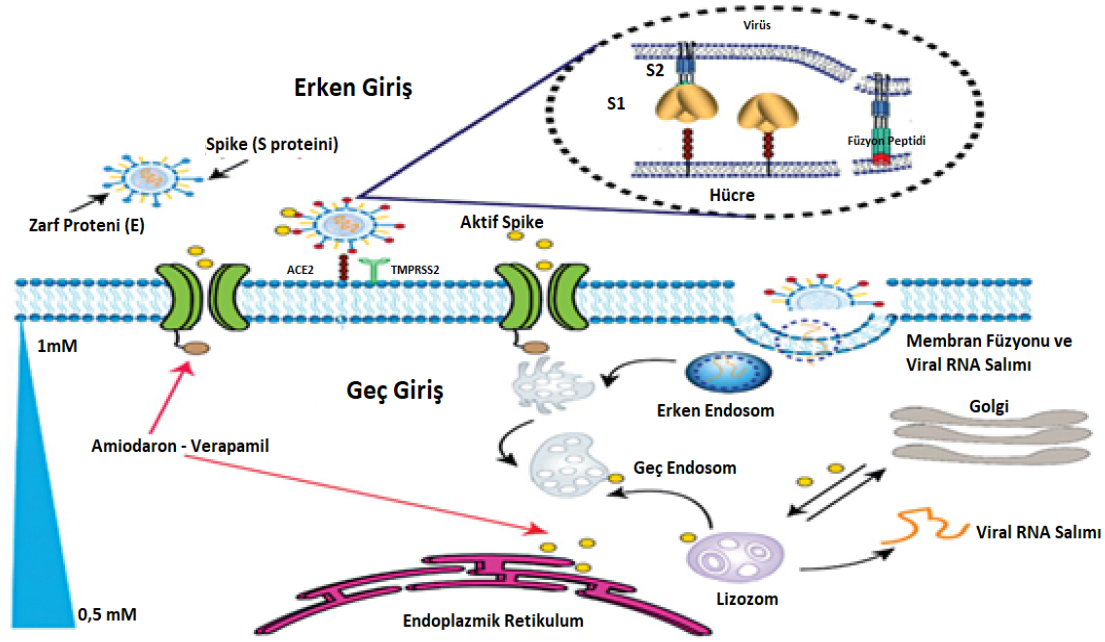 Virüs
S2
S1
Füzyon Peptidi
Hücre
Erken Giriş
Spike (S proteini)
Zarf Proteni (E)
Aktif Spike
ACE2
TMPRSS2
1mM
Membran Füzyonu ve
Viral RNA Salımı
Geç Giriş
Erken Endosom
Golgi
Amiodaron - Verapamil
Geç Endosom
Viral RNA Salımı
Lizozom
Endoplazmik Retikulum
0,5 mM